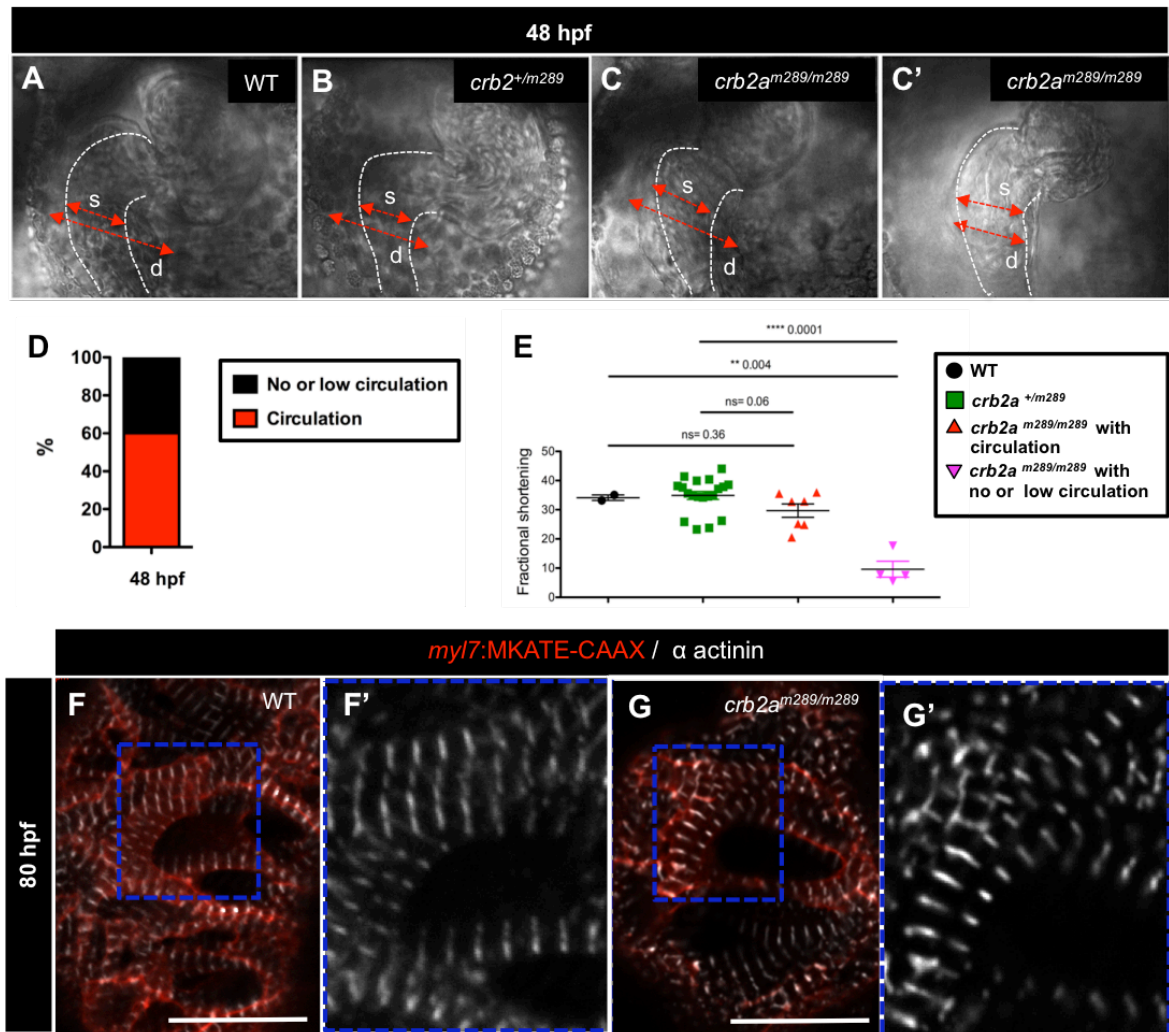 48 hpf
A
WT
B
crb2+/m289
C
crb2am289/m289
C’
crb2am289/m289
s
d
s
d
s
d
s
d
D
100
80
60
40
20
0
%
48 hpf
No or low circulation
Circulation
E
**** 0.0001
** 0.004
ns= 0.06
ns= 0.36
50
40
30
20
10
0
Fractional shortening
WT
crb2a +/m289
crb2a m289/m289 with
circulation
crb2a m289/m289 with
no or low circulation
myl7:MKATE-CAAX / α actinin
80 hpf
F
WT
F’
G
crb2am289/m289
G’